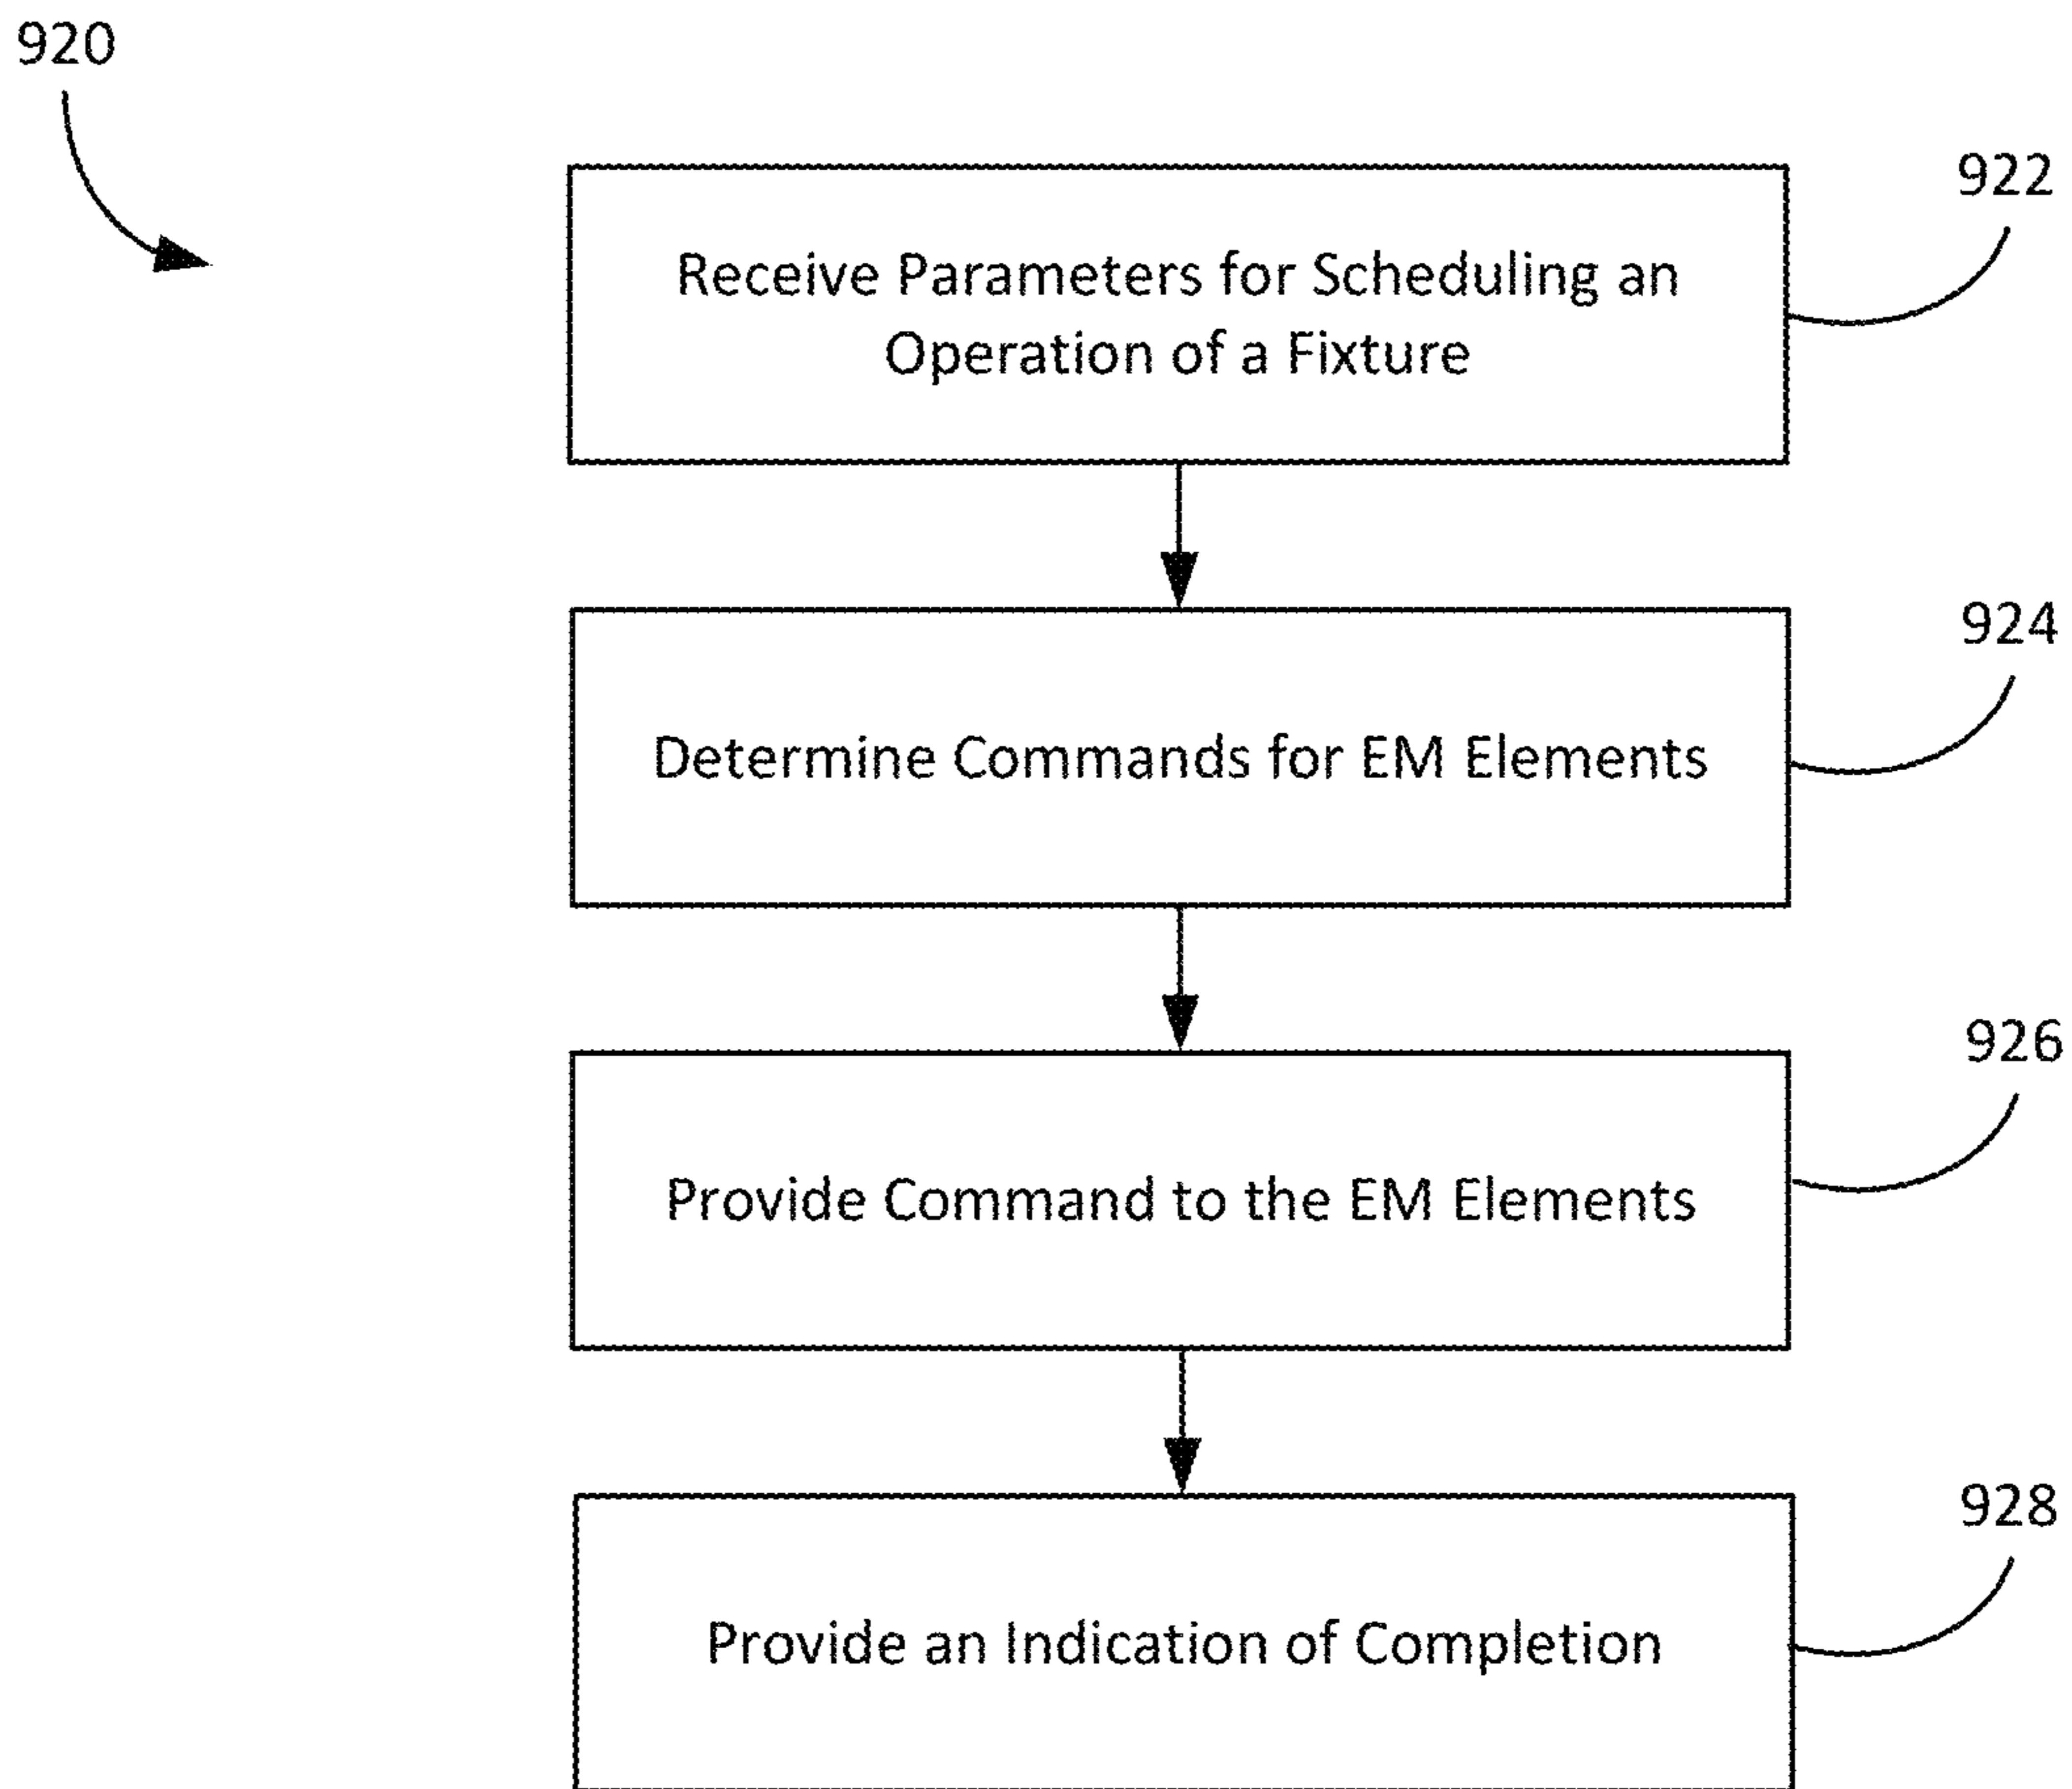 920
922
Receive Parameters for Scheduling an
Operation of a Fixture
924
Determine Commands for EM Elements
926
Provide Command to the EM Elements
928
Provide an Indication of Completion